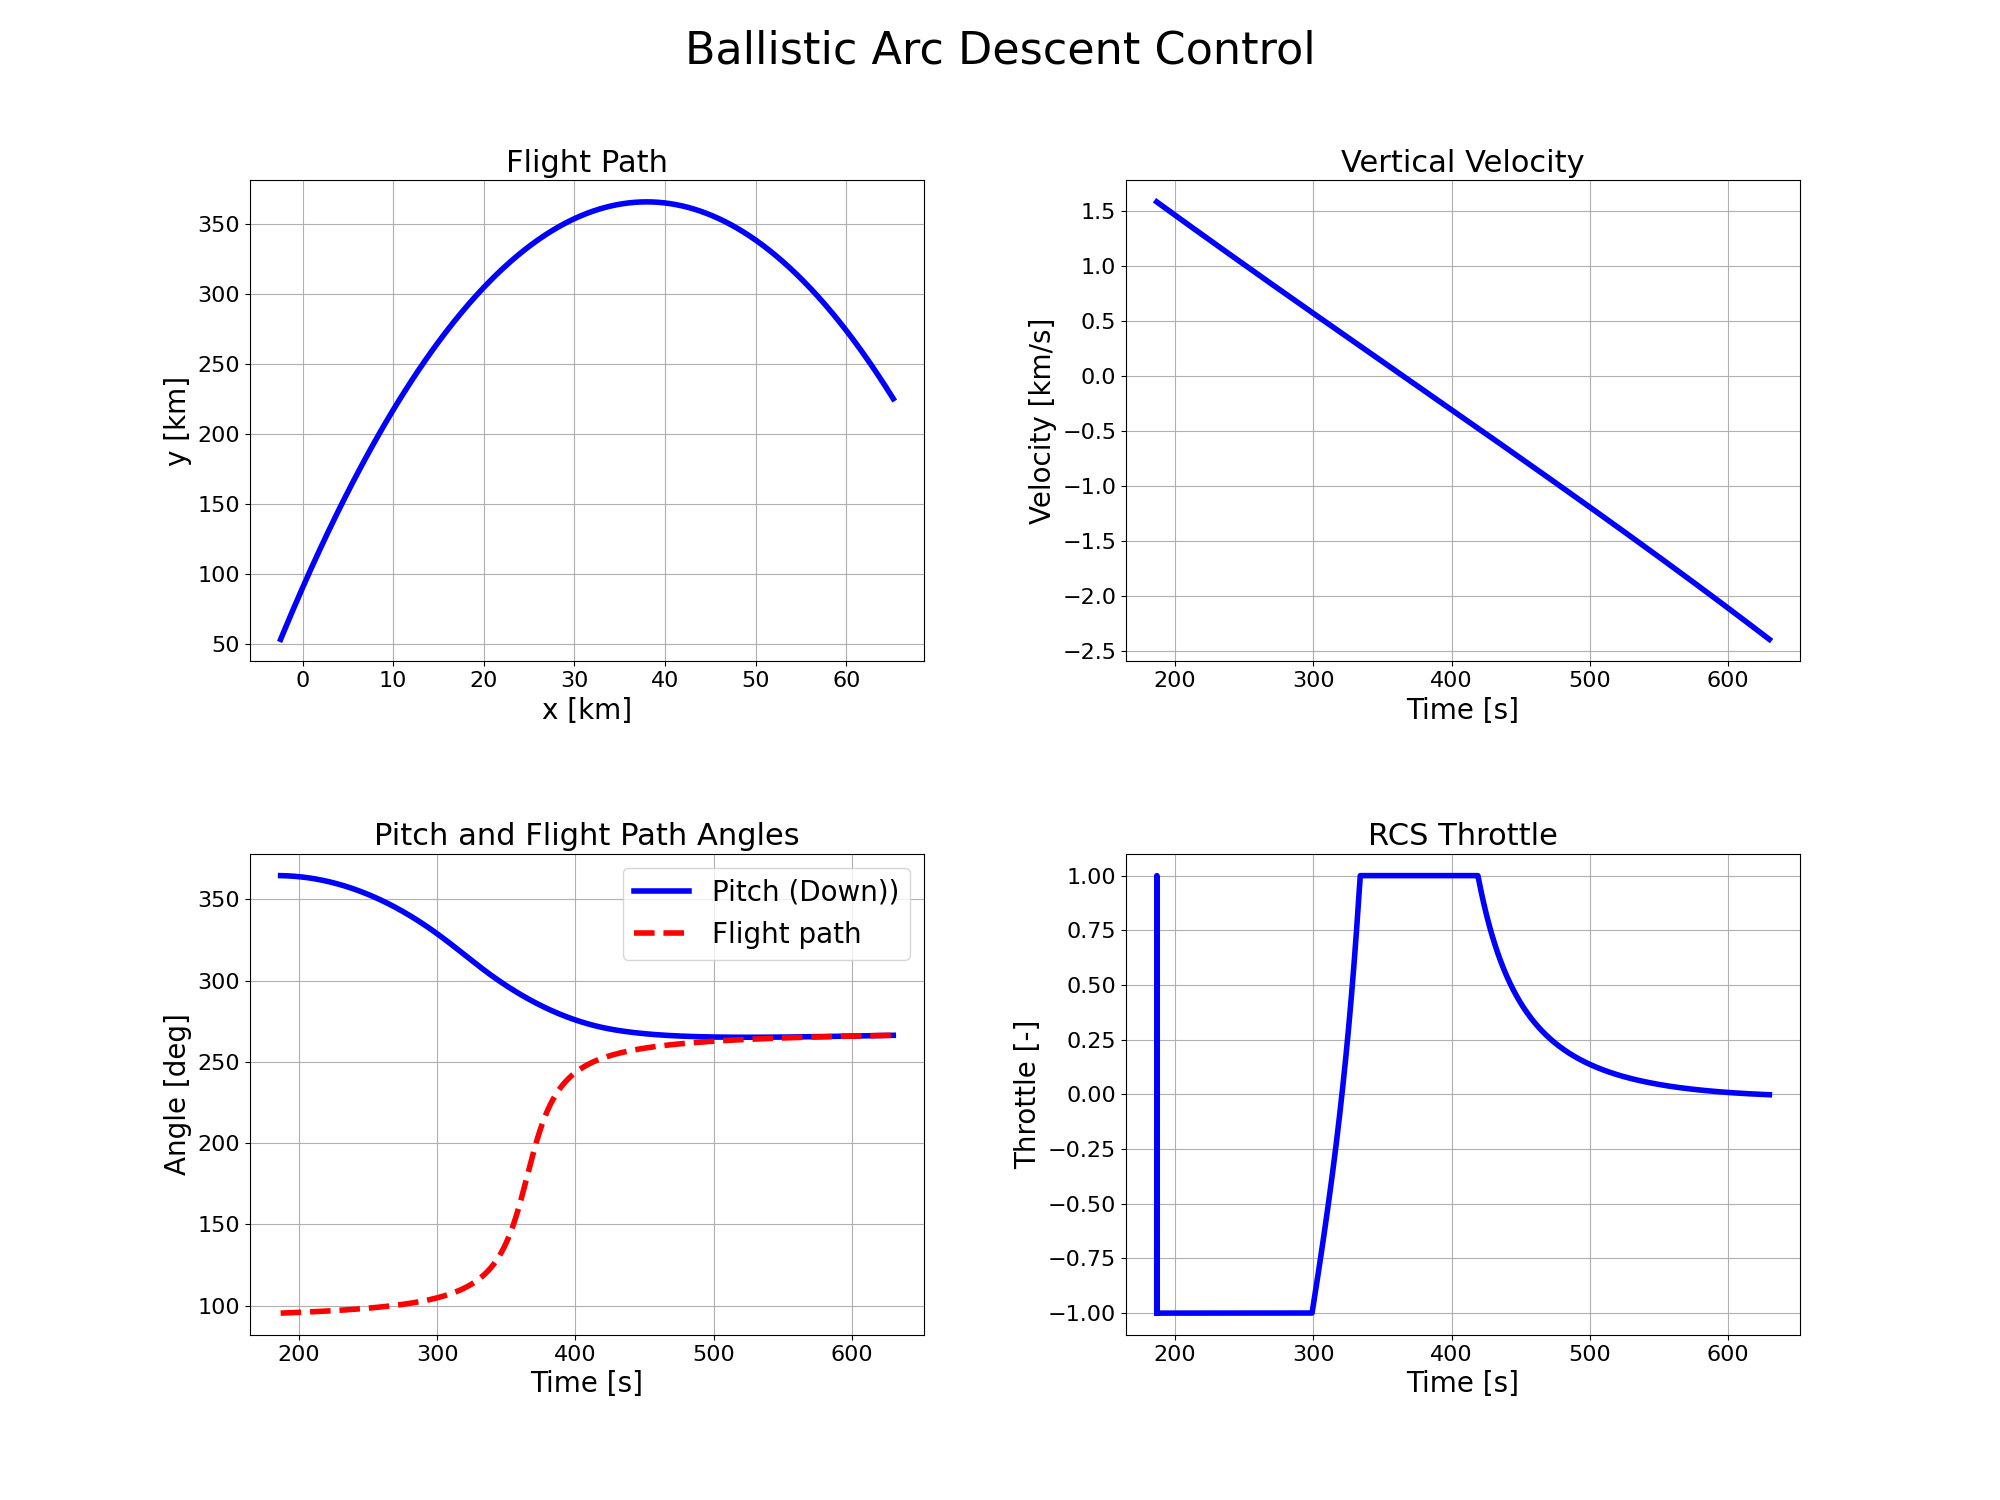 Ballistic Arc Descent Control
Flight Path
350
300
250
200
150
100
50
y [km]
0 10 20 30 40 50 60
x [km]
Vertical Velocity
1.5
1.0
0.5
0.0
−0.5
−1.0
−1.5
−2.0
−2.5
Velocity [km/s]
200 300 400 500 600
Time [s]
Pitch and Flight Path Angles
350
300
250
200
150
100
Angle [deg]
Pitch (Down))
Flight path
200 300 400 500 600
Time [s]
RCS Throttle
1.00
0.75
0.50
0.25
0.00
−0.25
−0.50
−0.75
−1.00
Throttle [-]
200 300 400 500 600
Time [s]